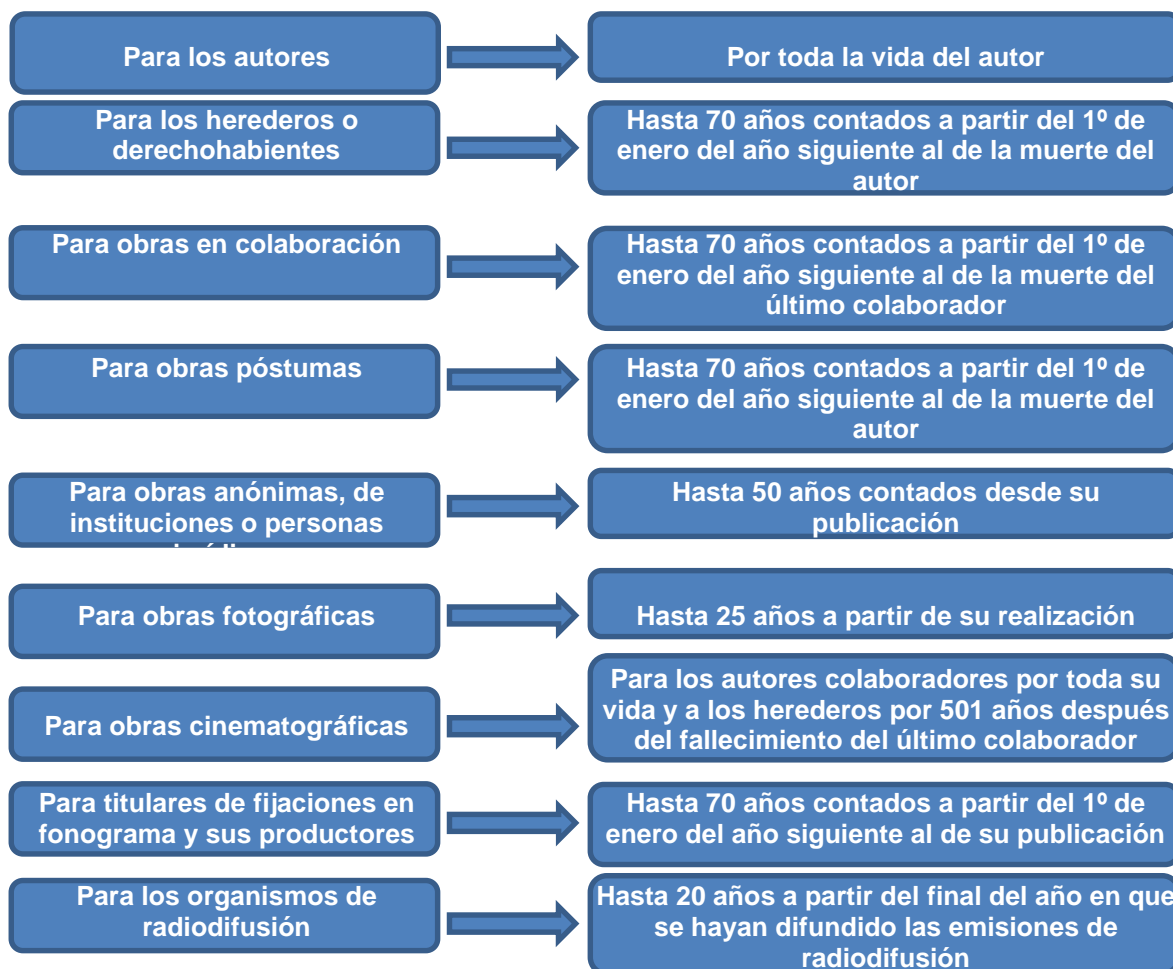 Para los autores
Por toda la vida del autor
Para los herederos o
derechohabientes
Hasta 70 años contados a partir del 1º de
enero del año siguiente al de la muerte del
autor
Para obras en colaboración
Hasta 70 años contados a partir del 1º de
enero del año siguiente al de la muerte del
último colaborador
Para obras póstumas
Hasta 70 años contados a partir del 1º de
enero del año siguiente al de la muerte del
autor
Para obras anónimas, de
instituciones o personas
Hasta 50 años contados desde su
publicación
Para obras fotográficas
Hasta 25 años a partir de su realización
Para obras cinematográficas
Para los autores colaboradores por toda su
vida y a los herederos por 501 años después
del fallecimiento del último colaborador
Para titulares de fijaciones en
fonograma y sus productores
Hasta 70 años contados a partir del 1º de
enero del año siguiente al de su publicación
Para los organismos de
radiodifusión
Hasta 20 años a partir del final del año en que
se hayan difundido las emisiones de
radiodifusión